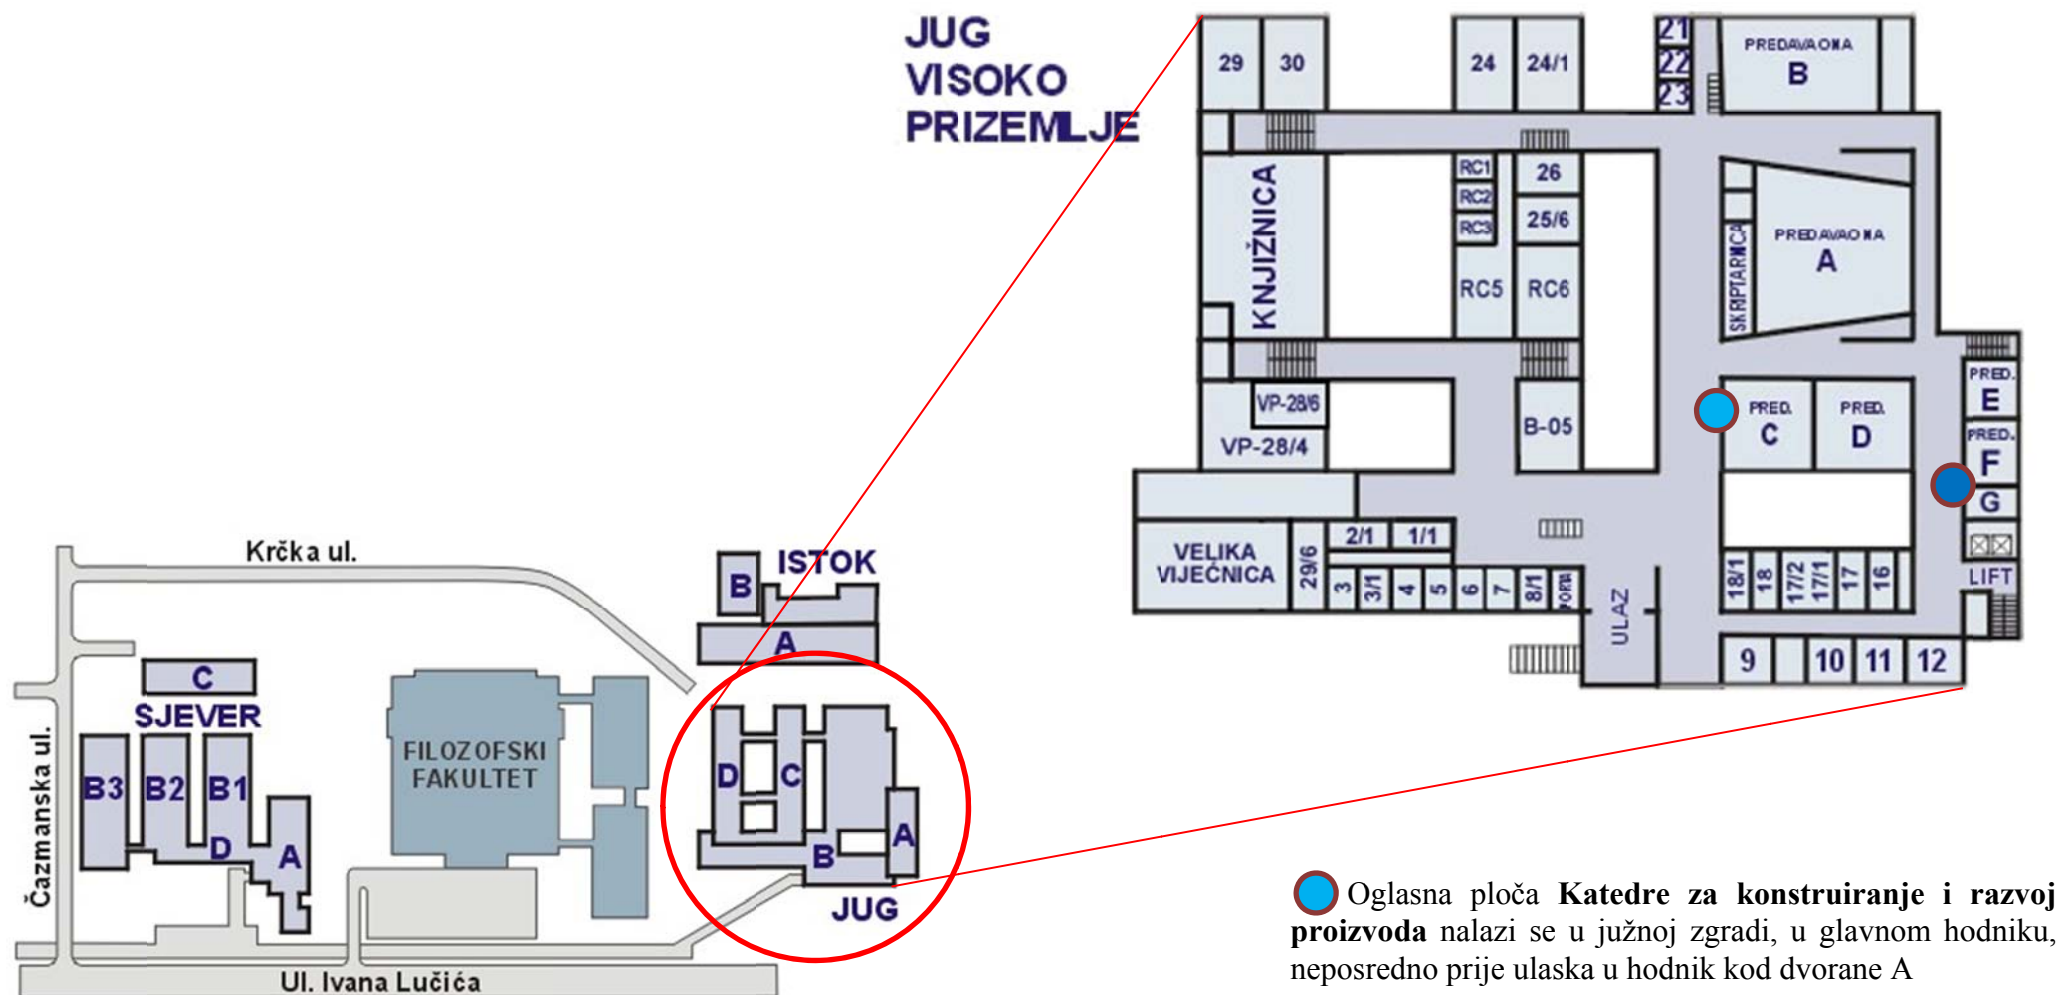 JUG
VISOKO
PRIZEMLJE
29
30
24
24/1
21
22
23
PREDAVAONA
B
KNJIŽNICA
RC1
RC2
RC3
RC5
26
25/6
RC6
SKRIPTARNICA
PREDAVAONA
A
VP-28/6
VP-28/4
B-05
PRED.
C
PRED.
D
PRED.
E
PRED.
F
G
LIFT
VELIKA
VIJEĆNICA
29/6
2/1
1/1
3
3/1
4
5
6
7
8/1
PORTA
ULAZ
18/1
18
17/2
17/1
17
16
9
10
11
12
Krčka ul.
Čazmanska ul.
Ul. Ivana Lučića
ISTOK
B
A
C
SJEVER
B3
B2
B1
D
A
FILOZOFSKI
FAKULTET
D
C
B
A
JUG
Oglasna ploča Katedre za konstruiranje i razvoj
proizvoda nalazi se u južnoj zgradi, u glavnom hodniku,
neposredno prije ulaska u hodnik kod dvorane A